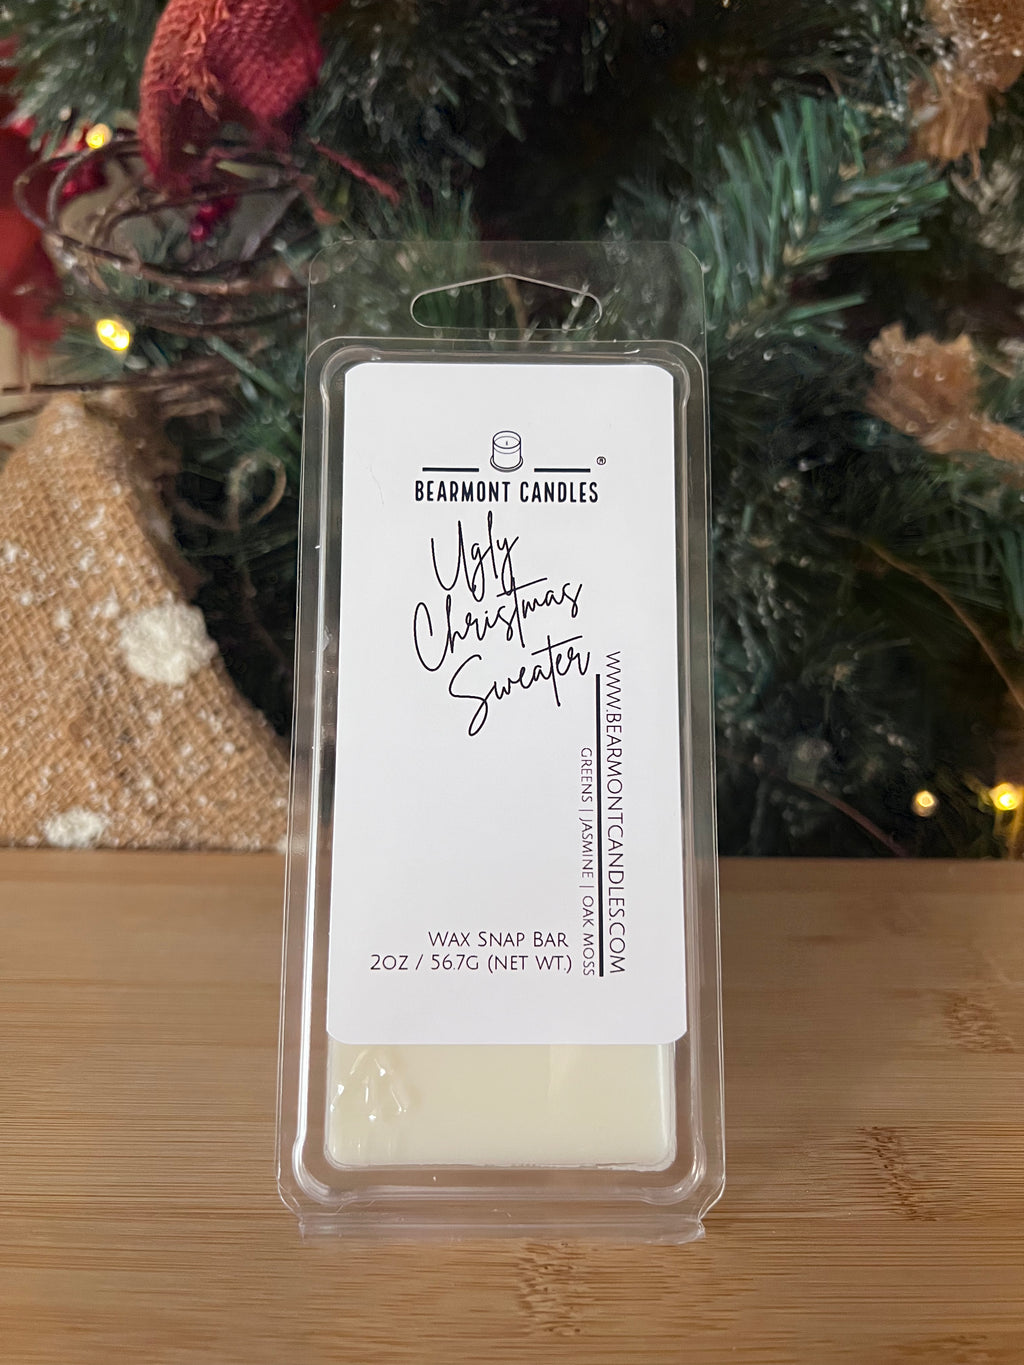 ®
BEARMONT CANDLES
Ugly
Christmas
Sweater
WWW.BEARMONTCANDLES.COM
GREENS | JASMINE | OAK MOSS
WAX SNAP BAR
2OZ / 56.7G (NET WT.)